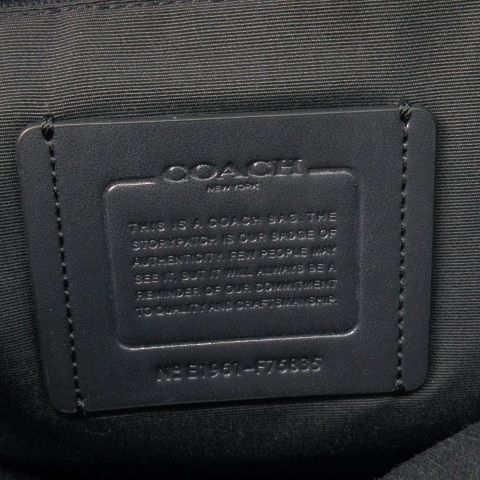 COACH
NEW YORK
THIS IS A COACH BAG. THE
STORYPATCH IS OUR BADGE OF
AUTHENTICITY. FEW PEOPLE MAY
SEE IT, BUT IT WILL ALWAYS BE A
REMINDER OF OUR COMMITMENT
TO QUALITY AND CRAFTSMANSHIP.
Nº E1961-F76835